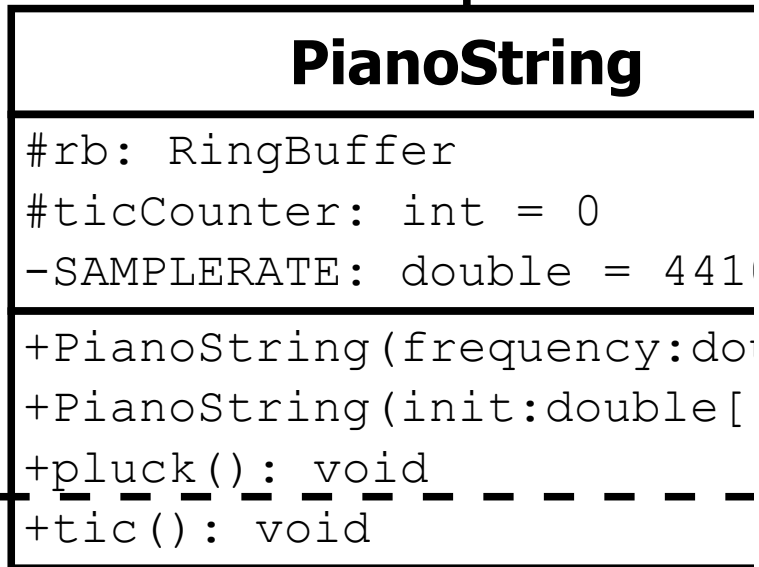 PianoString
#rb: RingBuffer
#ticCounter: int = 0
-SAMPLERATE: double = 441
+PianoString(frequency:do
+PianoString(init:double[
+pluck(): void
+tic(): void